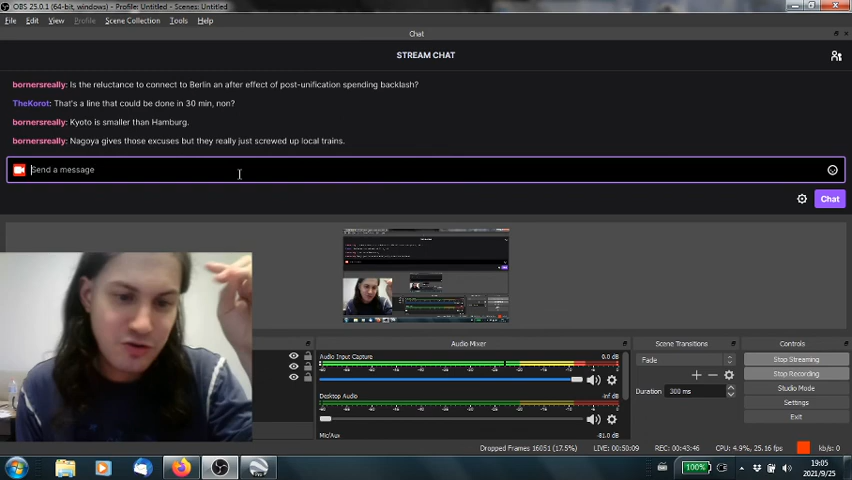 OBS 25.0.1 (64-bit, windows) - Profile: Untitled - Scenes: Untitled
File Edit View Profile Scene Collection Tools Help
Chat
STREAM CHAT
bornersreally: Is the reluctance to connect to Berlin an after effect of post-unification spending backlash?
TheKorot: That's a line that could be done in 30 min, non?
bornersreally: Kyoto is smaller than Hamburg.
bornersreally: Nagoya gives those excuses but they really just screwed up local trains.
Send a message
Chat
Audio Mixer
Scene Transitions
Controls
Audio Input Capture 0.0 dB
Fade
Stop Streaming
Stop Recording
Duration 300 ms
Studio Mode
Desktop Audio -inf dB
Settings
Exit
Mic/Aux -81.0 dB
Dropped Frames 16051 (17.5%) LIVE: 00:50:09 REC: 00:43:46 CPU: 4.9%, 25.16 fps kb/s: 0
100%
19:05
2021/9/25